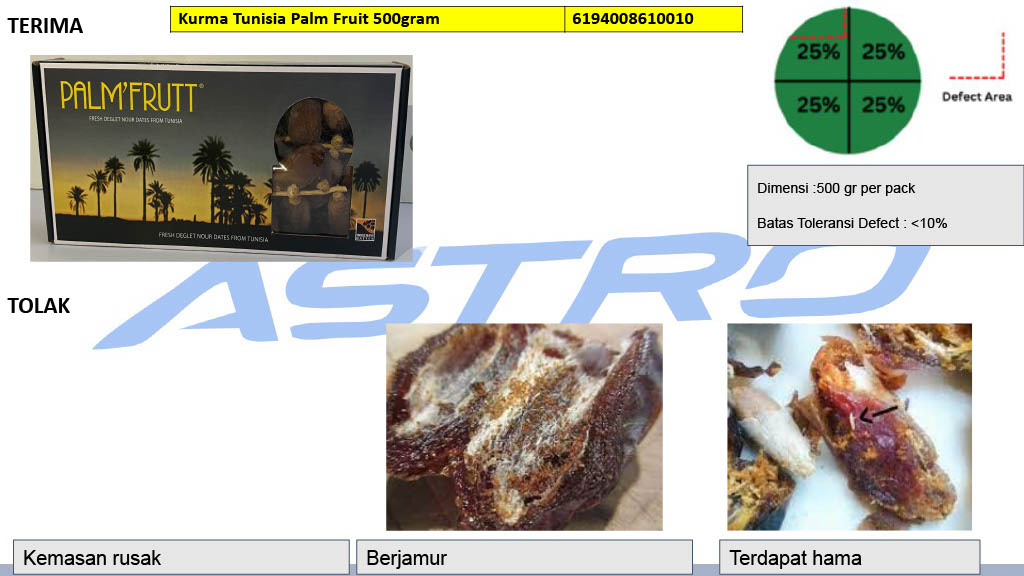 TERIMA
Kurma Tunisia Palm Fruit 500gram 6194008610010
PALM'FRUTT®
FRESH DEGLET NOUR DATES FROM TUNISIA
FRESH DEGLET NOUR DATES FROM TUNISIA
25% 25%
25% 25%
Defect Area
Dimensi :500 gr per pack
Batas Toleransi Defect : <10%
ASTRO
TOLAK
Kemasan rusak
Berjamur
Terdapat hama